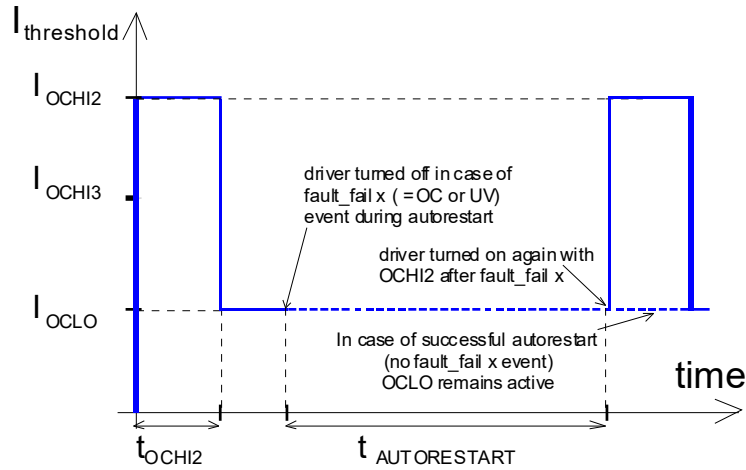 I threshold
I OCHI2
I OCHI3
I OCLO
driver turned off in case of
fault_fail x ( = OC or UV)
event during autorestart
driver turned on again with
OCHI2 after fault_fail x
In case of successful autorestart
(no fault_fail x event)
OCLO remains active
time
t OCHI2
t AUTORESTART